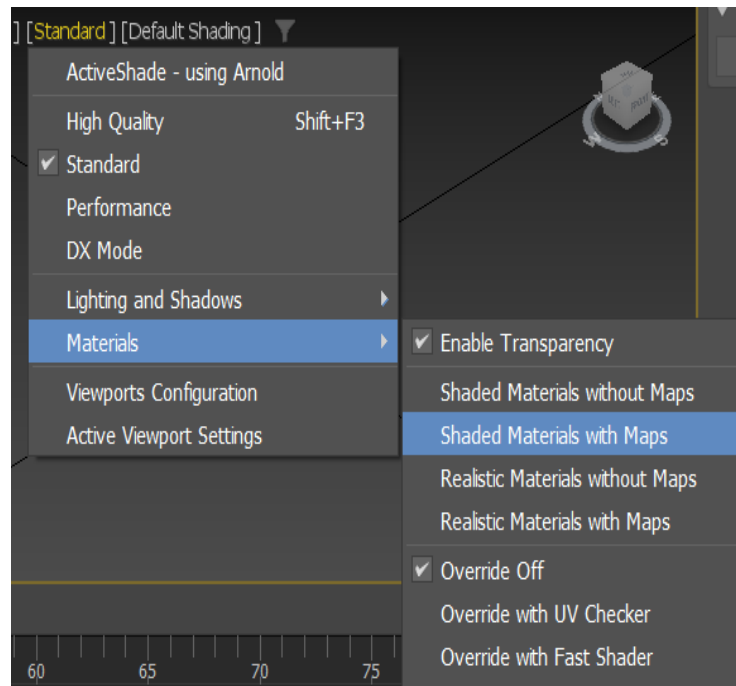 ] [Standard ] [Default Shading ]
ActiveShade - using Arnold
High Quality Shift+F3
Standard
Performance
DX Mode
Lighting and Shadows
Materials
Viewports Configuration
Active Viewport Settings
Enable Transparency
Shaded Materials without Maps
Shaded Materials with Maps
Realistic Materials without Maps
Realistic Materials with Maps
Override Off
Override with UV Checker
Override with Fast Shader
W S
60 65 70 75